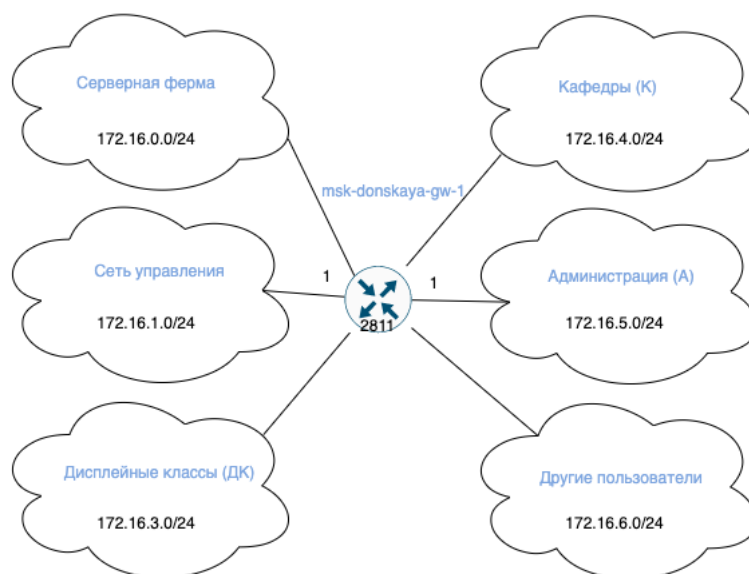 Серверная ферма
172.16.0.0/24
Кафедры (К)
172.16.4.0/24
msk-donskaya-gw-1
Сеть управления
172.16.1.0/24
1
1
2811
Администрация (А)
172.16.5.0/24
Дисплейные классы (ДК)
172.16.3.0/24
Другие пользователи
172.16.6.0/24